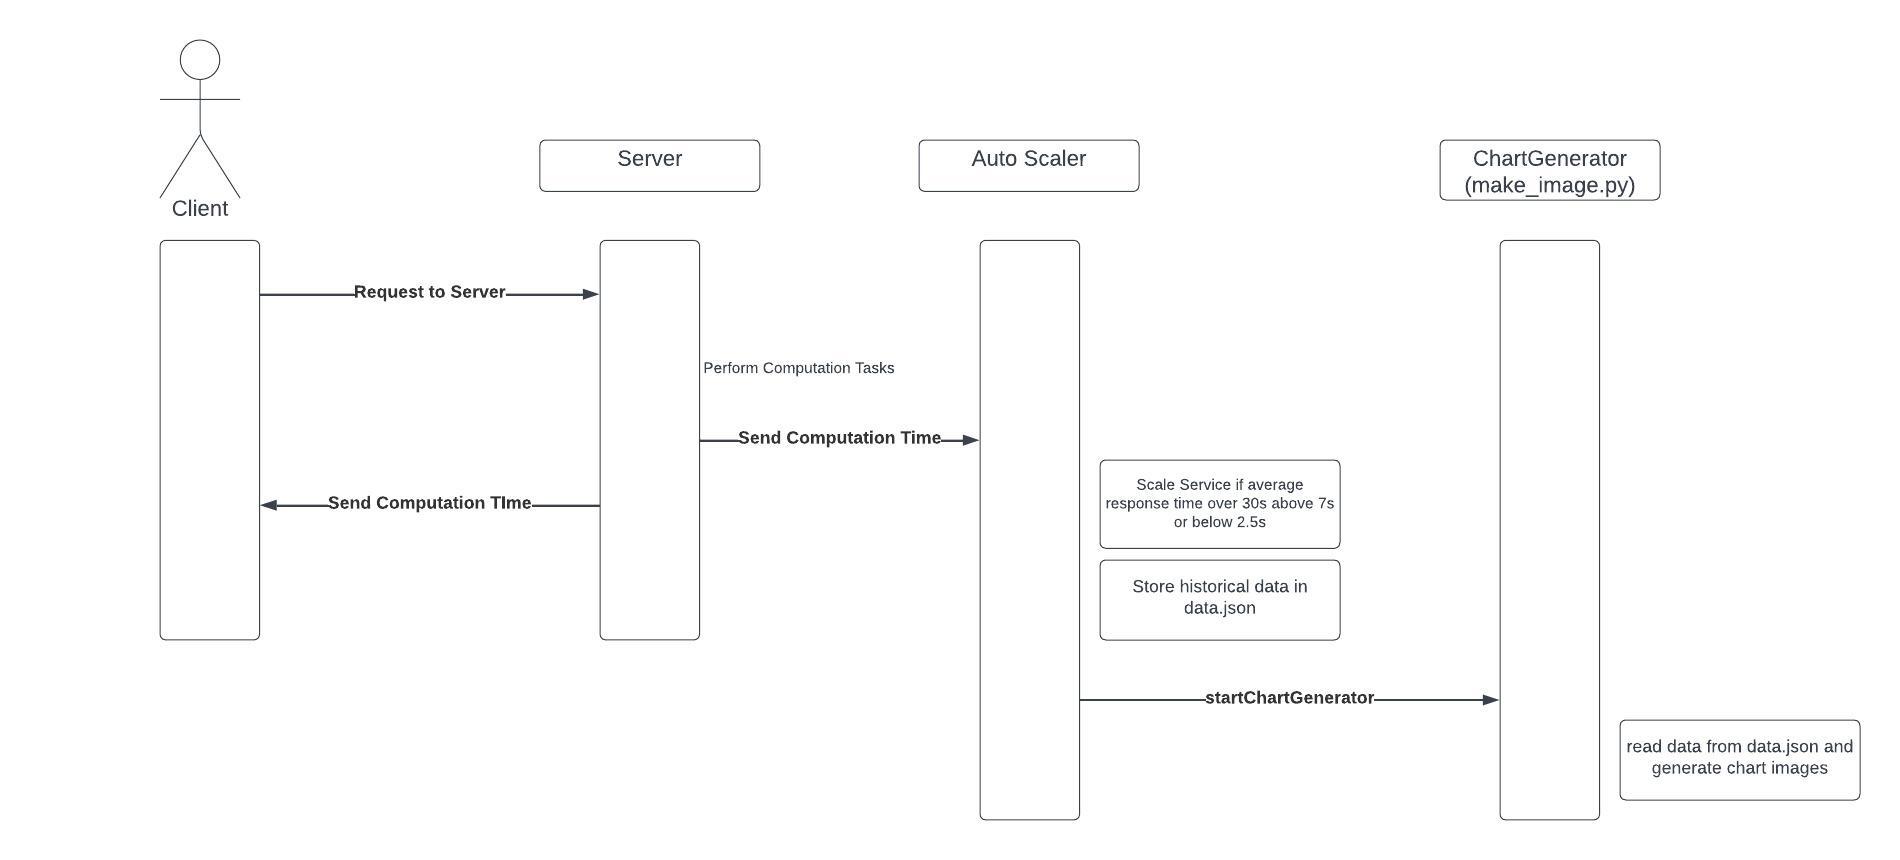 Client
Server
Auto Scaler
ChartGenerator
(make_image.py)
Request to Server
Perform Computation Tasks
Send Computation Time
Send Computation TIme
Scale Service if average
response time over 30s above 7s
or below 2.5s
Store historical data in
data.json
startChartGenerator
read data from data.json and
generate chart images